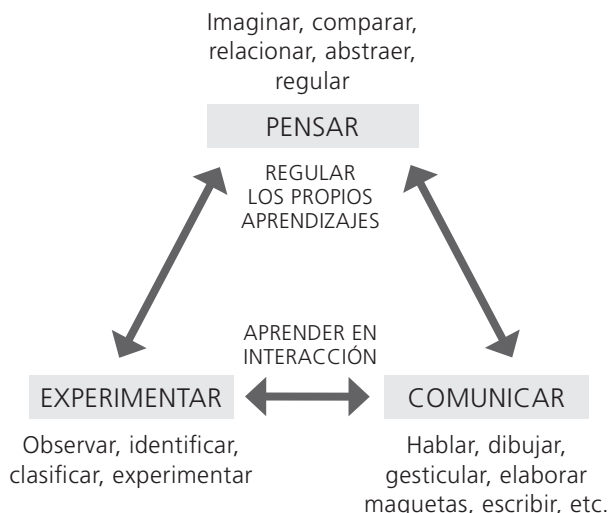 Imaginar, comparar,
relacionar, abstraer,
regular
PENSAR
REGULAR
LOS PROPIOS
APRENDIZAJES
APRENDER EN
INTERACCIÓN
EXPERIMENTAR
COMUNICAR
Observar, identificar,
clasificar, experimentar
Hablar, dibujar,
gesticular, elaborar
maquetas, escribir, etc.